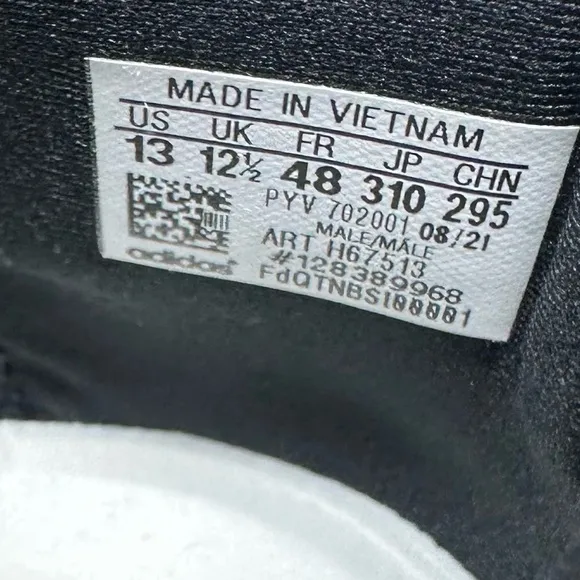 MADE IN VIETNAM
US UK FR JP CHN
13 12½ 48 310 295
PYV 702001 08/21
MALE/MALE
ART H67513
#128389968
FdQTNBSI00001
adidas